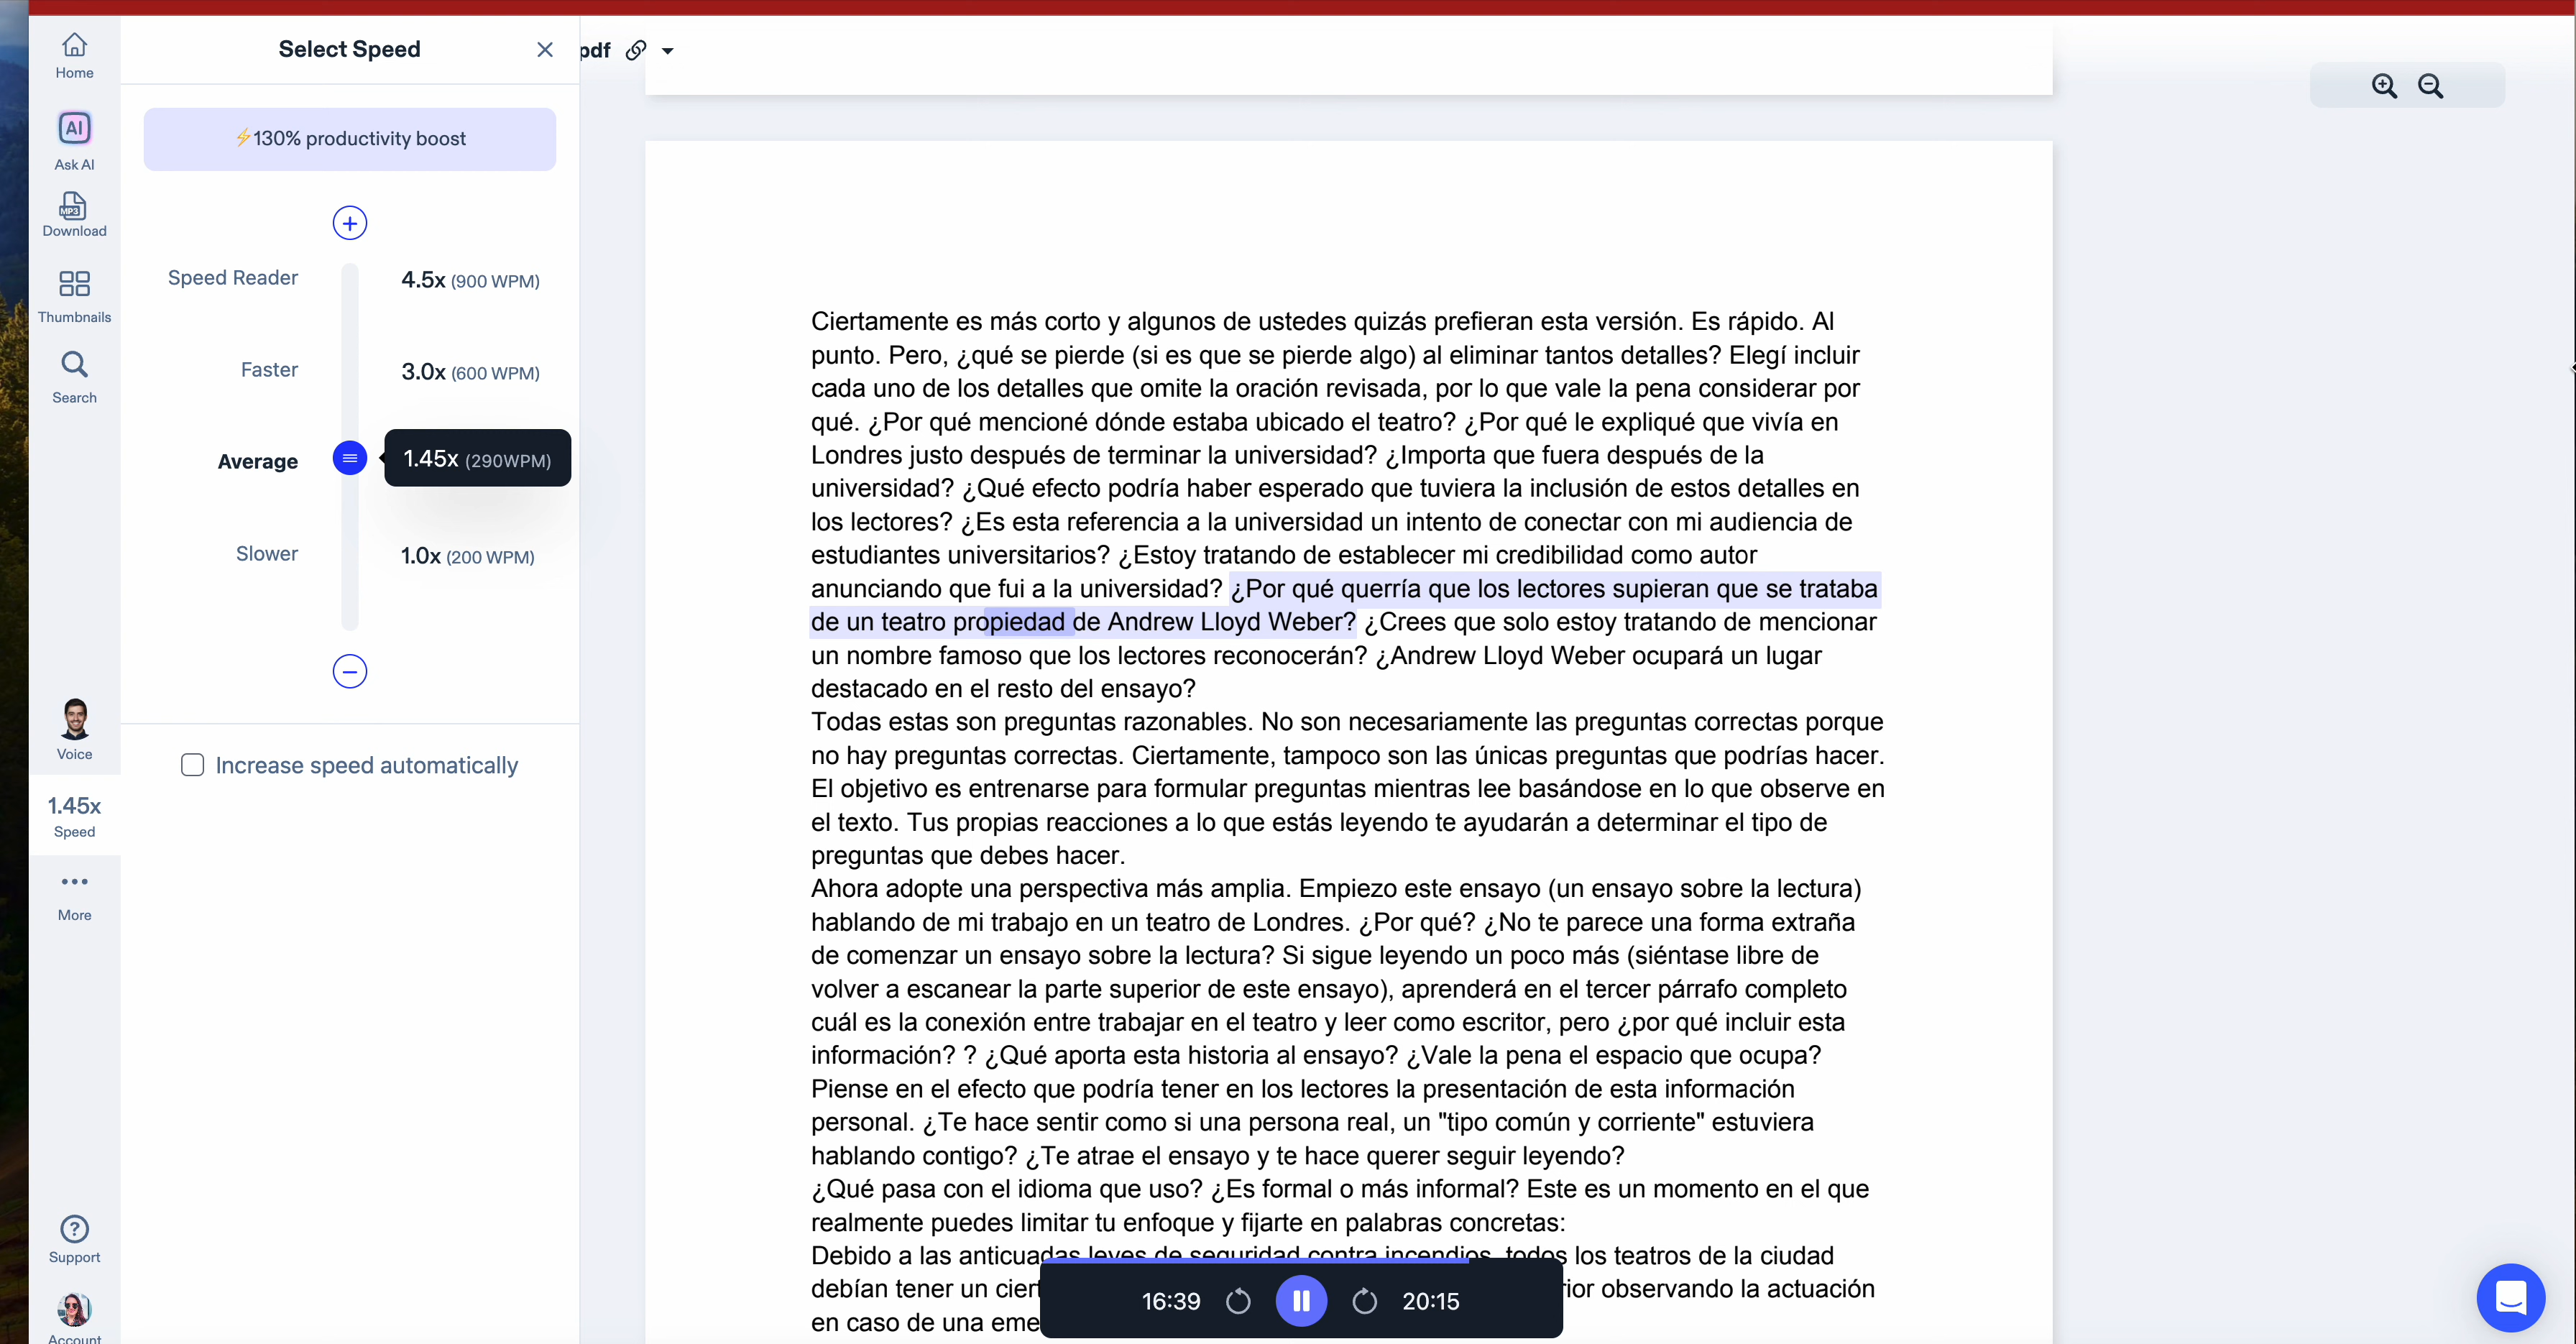 Home
AI
Ask AI
MP3
Download
Thumbnails
Search
Voice
1.45x
Speed
More
Support
Account
Select Speed
⚡130% productivity boost
Speed Reader 4.5x (900 WPM)
Faster 3.0x (600 WPM)
Average 1.45x (290WPM)
Slower 1.0x (200 WPM)
Increase speed automatically
pdf
Ciertamente es más corto y algunos de ustedes quizás prefieran esta versión. Es rápido. Al
punto. Pero, ¿qué se pierde (si es que se pierde algo) al eliminar tantos detalles? Elegí incluir
cada uno de los detalles que omite la oración revisada, por lo que vale la pena considerar por
qué. ¿Por qué mencioné dónde estaba ubicado el teatro? ¿Por qué le expliqué que vivía en
Londres justo después de terminar la universidad? ¿Importa que fuera después de la
universidad? ¿Qué efecto podría haber esperado que tuviera la inclusión de estos detalles en
los lectores? ¿Es esta referencia a la universidad un intento de conectar con mi audiencia de
estudiantes universitarios? ¿Estoy tratando de establecer mi credibilidad como autor
anunciando que fui a la universidad? ¿Por qué querría que los lectores supieran que se trataba
de un teatro propiedad de Andrew Lloyd Weber? ¿Crees que solo estoy tratando de mencionar
un nombre famoso que los lectores reconocerán? ¿Andrew Lloyd Weber ocupará un lugar
destacado en el resto del ensayo?
Todas estas son preguntas razonables. No son necesariamente las preguntas correctas porque
no hay preguntas correctas. Ciertamente, tampoco son las únicas preguntas que podrías hacer.
El objetivo es entrenarse para formular preguntas mientras lee basándose en lo que observe en
el texto. Tus propias reacciones a lo que estás leyendo te ayudarán a determinar el tipo de
preguntas que debes hacer.
Ahora adopte una perspectiva más amplia. Empiezo este ensayo (un ensayo sobre la lectura)
hablando de mi trabajo en un teatro de Londres. ¿Por qué? ¿No te parece una forma extraña
de comenzar un ensayo sobre la lectura? Si sigue leyendo un poco más (siéntase libre de
volver a escanear la parte superior de este ensayo), aprenderá en el tercer párrafo completo
cuál es la conexión entre trabajar en el teatro y leer como escritor, pero ¿por qué incluir esta
información? ? ¿Qué aporta esta historia al ensayo? ¿Vale la pena el espacio que ocupa?
Piense en el efecto que podría tener en los lectores la presentación de esta información
personal. ¿Te hace sentir como si una persona real, un "tipo común y corriente" estuviera
hablando contigo? ¿Te atrae el ensayo y te hace querer seguir leyendo?
¿Qué pasa con el idioma que uso? ¿Es formal o más informal? Este es un momento en el que
realmente puedes limitar tu enfoque y fijarte en palabras concretas:
Debido a las anticuadas leyes de seguridad contra incendios, todos los teatros de la ciudad
debían tener un rior observando la actuación
en caso de una
16:39 20:15